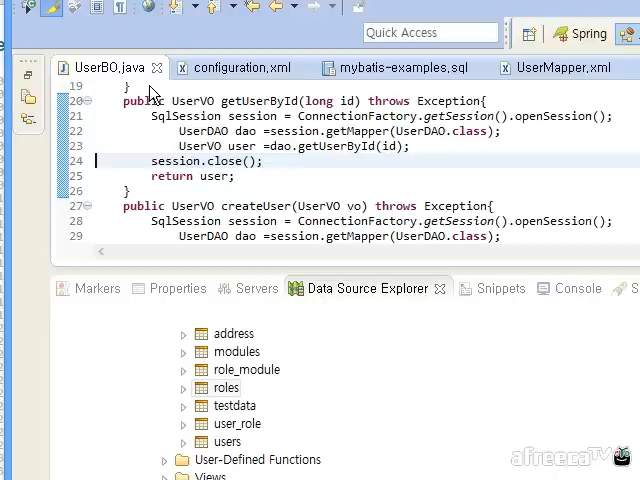 Quick Access
Spring
UserBO.java
configuration.xml
mybatis-examples.sql
UserMapper.xml
19 }
20 public UserVO getUserById(long id) throws Exception{
21 SqlSession session = ConnectionFactory.getSession().openSession();
22 UserDAO dao =session.getMapper(UserDAO.class);
23 UserVO user =dao.getUserById(id);
24 session.close();
25 return user;
26 }
27 public UserVO createUser(UserVO vo) throws Exception{
28 SqlSession session = ConnectionFactory.getSession().openSession();
29 UserDAO dao =session.getMapper(UserDAO.class);
Markers
Properties
Servers
Data Source Explorer
Snippets
Console
S
address
modules
role_module
roles
testdata
user_role
users
User-Defined Functions
Views
afreecaTV